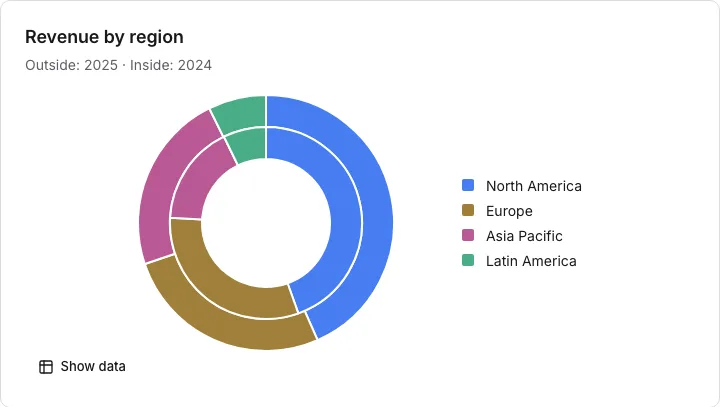 Revenue by region
Outside: 2025 · Inside: 2024
North America
Europe
Asia Pacific
Latin America
Show data